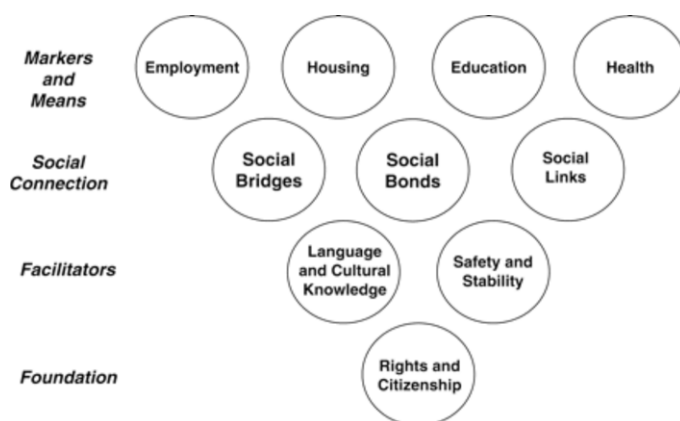 Markers
and
Means
Employment
Housing
Education
Health
Social
Connection
Social
Bridges
Social
Bonds
Social
Links
Facilitators
Language
and Cultural
Knowledge
Safety and
Stability
Foundation
Rights and
Citizenship